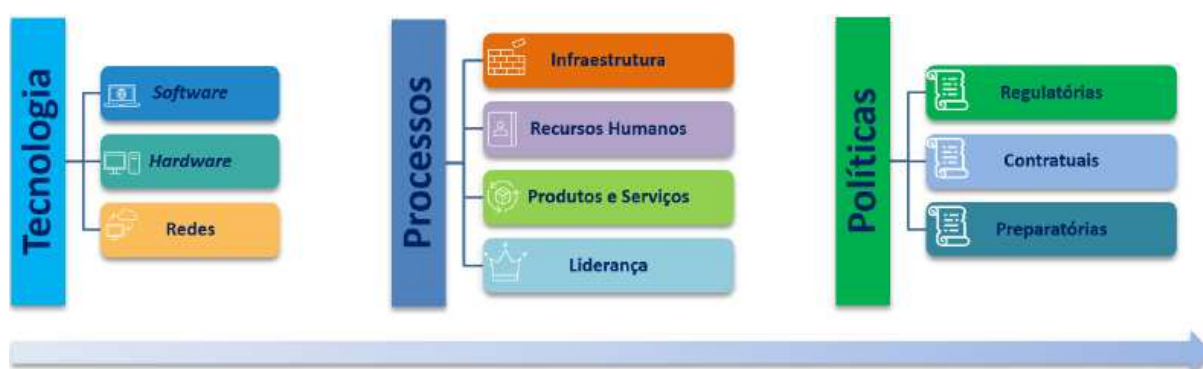 Tecnologia
Software
Hardware
Redes
Processos
Infraestrutura
Recursos Humanos
Produtos e Serviços
Liderança
Políticas
Regulatórias
Contratuais
Preparatórias